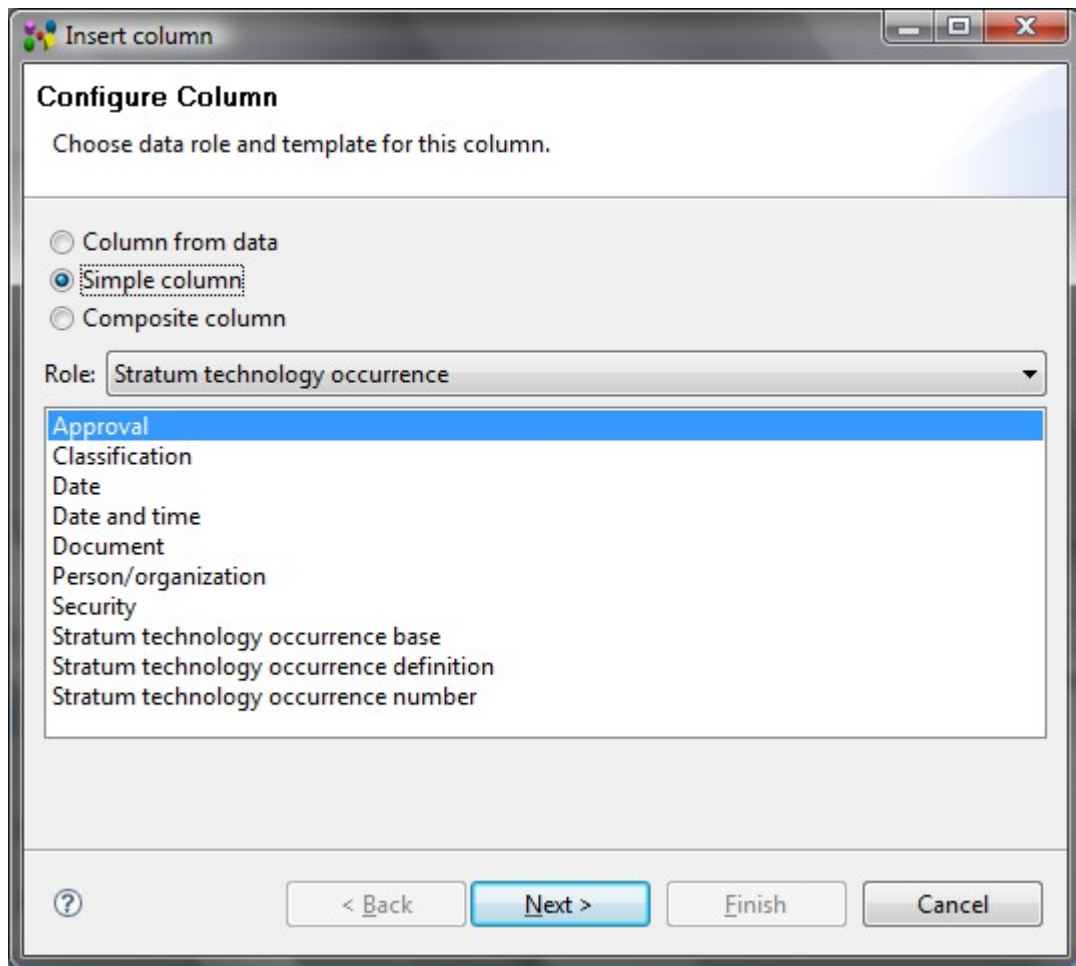 Insert column
Configure Column
Choose data role and template for this column.
Column from data
Simple column
Composite column
Role: Stratum technology occurrence
Approval
Classification
Date
Date and time
Document
Person/organization
Security
Stratum technology occurrence base
Stratum technology occurrence definition
Stratum technology occurrence number
? < Back Next > Finish Cancel